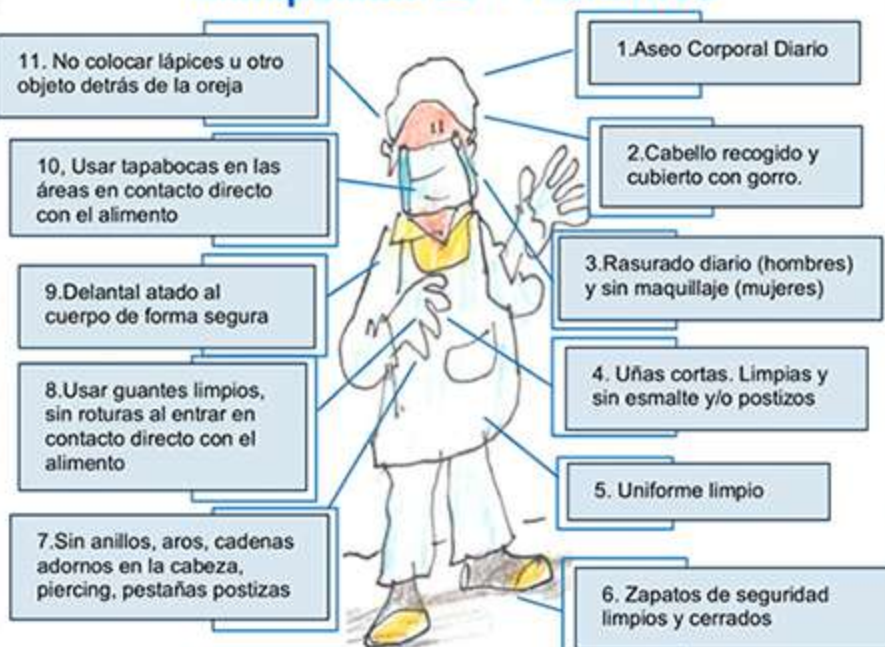 1.Aseo Corporal Diario
2.Cabello recogido y
cubierto con gorro.
3.Rasurado diario (hombres)
y sin maquillaje (mujeres)
4. Uñas cortas. Limpias y
sin esmalte y/o postizos
5. Uniforme limpio
6. Zapatos de seguridad
limpios y cerrados
7.Sin anillos, aros, cadenas
adornos en la cabeza,
piercing, pestañas postizas
8.Usar guantes limpios,
sin roturas al entrar en
contacto directo con el
alimento
9.Delantal atado al
cuerpo de forma segura
10, Usar tapabocas en las
áreas en contacto directo
con el alimento
11. No colocar lápices u otro
objeto detrás de la oreja